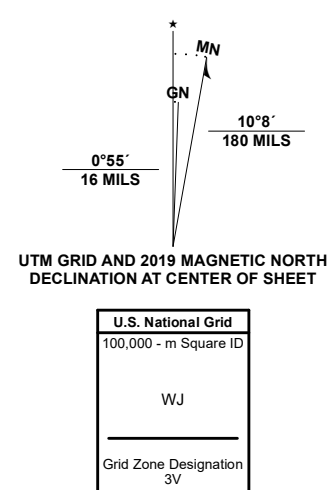 ★
MN
GN
10°8´
180 MILS
0°55´
16 MILS
UTM GRID AND 2019 MAGNETIC NORTH
DECLINATION AT CENTER OF SHEET
U.S. National Grid
100,000 - m Square ID
WJ
Grid Zone Designation
3V